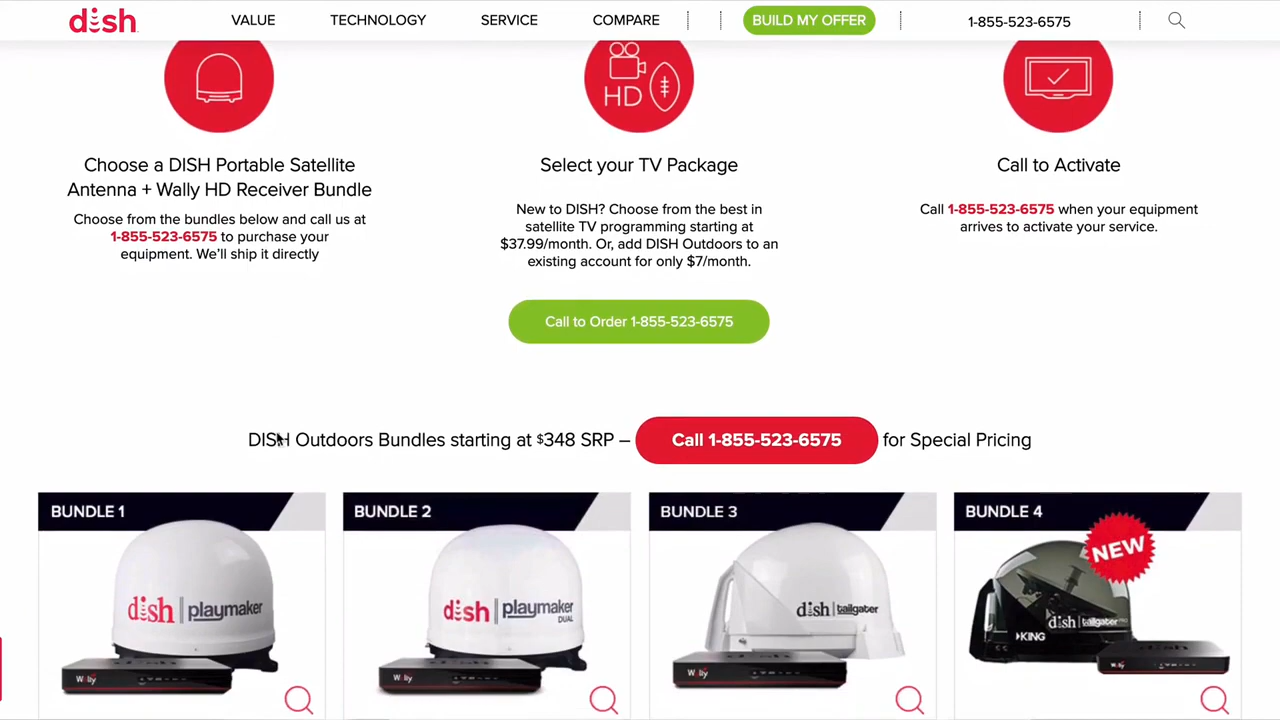 dish
VALUE
TECHNOLOGY
SERVICE
COMPARE
BUILD MY OFFER
1-855-523-6575
HD
Choose a DISH Portable Satellite
Antenna + Wally HD Receiver Bundle
Choose from the bundles below and call us at
1-855-523-6575 to purchase your
equipment. We'll ship it directly
Select your TV Package
New to DISH? Choose from the best in
satellite TV programming starting at
$37.99/month. Or, add DISH Outdoors to an
existing account for only $7/month.
Call to Activate
Call 1-855-523-6575 when your equipment
arrives to activate your service.
Call to Order 1-855-523-6575
DISH Outdoors Bundles starting at $348 SRP – Call 1-855-523-6575 for Special Pricing
BUNDLE 1
dish playmaker
Wally
BUNDLE 2
dish playmaker
DUAL
Wally
BUNDLE 3
dish tailgater
Wally
BUNDLE 4
NEW
dish tailgater PRO
KING
Wally